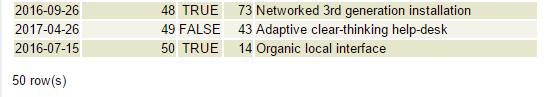 2016-09-26 48 TRUE 73 Networked 3rd generation installation
2017-04-26 49 FALSE 43 Adaptive clear-thinking help-desk
2016-07-15 50 TRUE 14 Organic local interface
50 row(s)